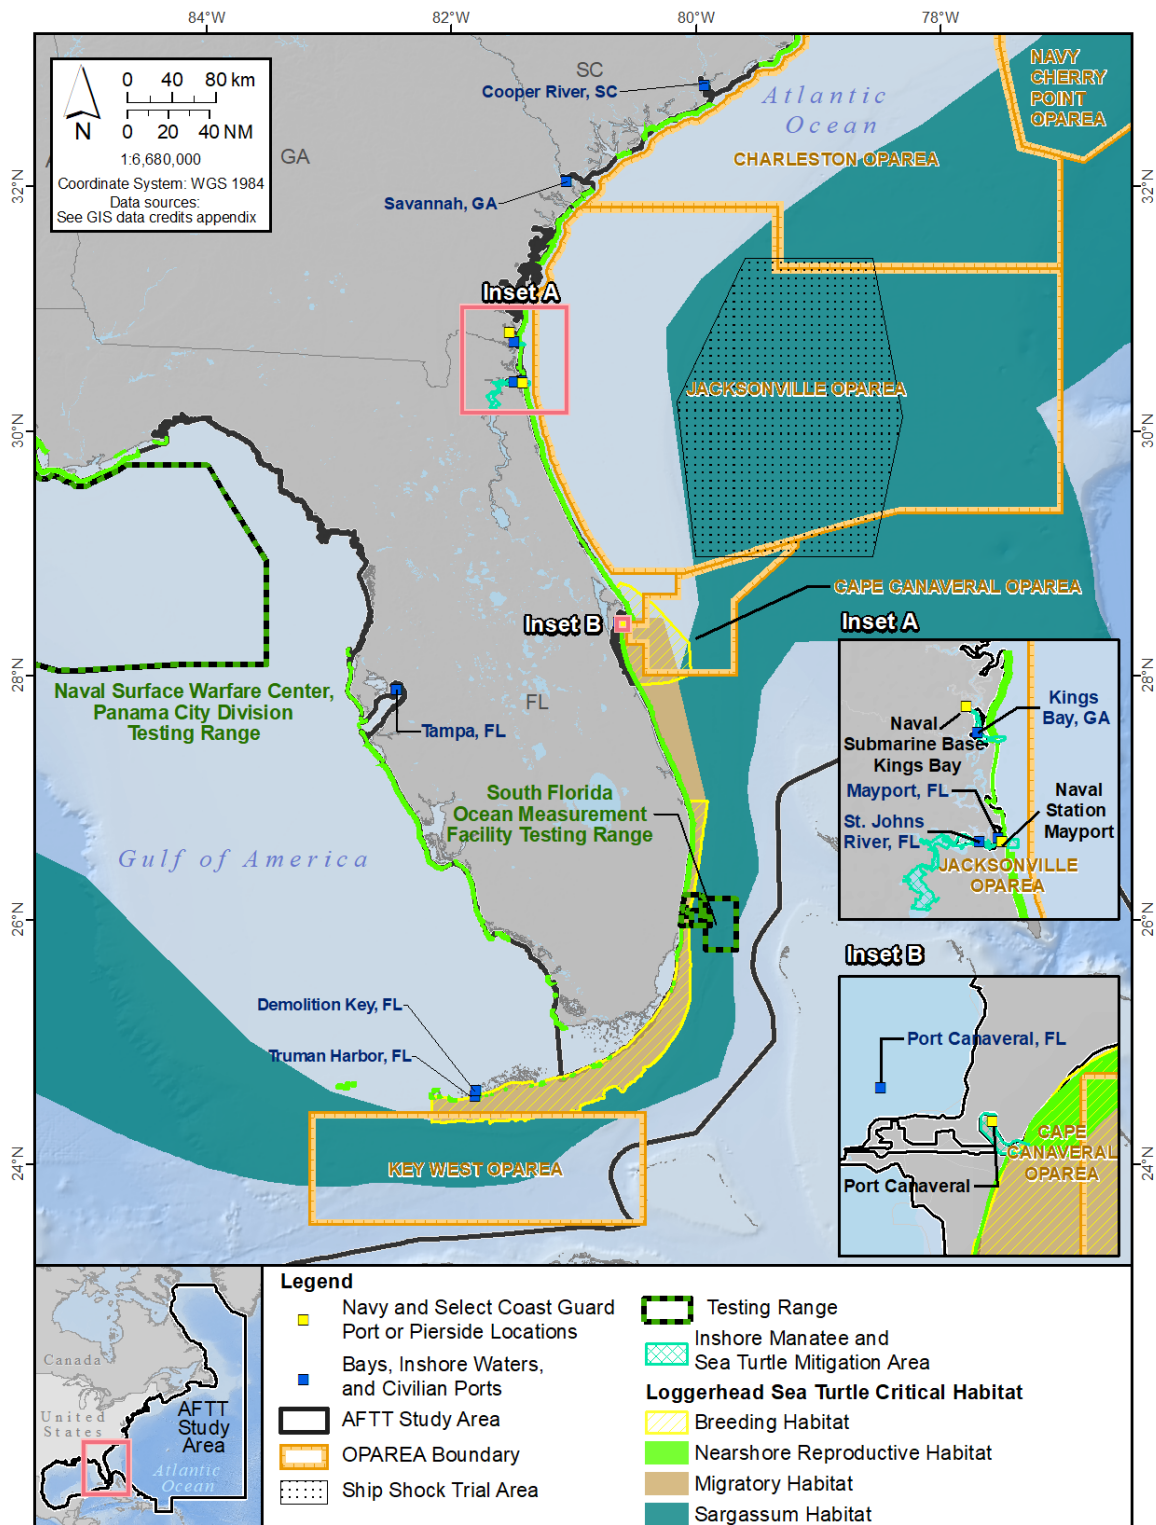 84°W
82°W
80°W
78°W
0 40 80 km
0 20 40 NM
N
1:6,680,000
Coordinate System: WGS 1984
Data sources:
See GIS data credits appendix
SC
GA
FL
Cooper River, SC
Savannah, GA
Atlantic
Ocean
NAVY
CHERRY
POINT
OPAREA
CHARLESTON OPAREA
32°N
32°N
Inset A
JACKSONVILLE OPAREA
30°N
30°N
CAPE CANAVERAL OPAREA
Inset B
28°N
28°N
Naval Surface Warfare Center,
Panama City Division
Testing Range
Tampa, FL
South Florida
Ocean Measurement
Facility Testing Range
Gulf of America
26°N
26°N
Demolition Key, FL
Truman Harbor, FL
KEY WEST OPAREA
24°N
24°N
Inset A
Kings
Bay, GA
Naval
Submarine Base
Kings Bay
Mayport, FL
Naval
Station
Mayport
St. Johns
River, FL
JACKSONVILLE
OPAREA
Inset B
Port Canaveral, FL
CAPE
CANAVERAL
OPAREA
Port Canaveral
Canada
United
States
AFTT
Study
Area
Atlantic
Ocean
Legend
Navy and Select Coast Guard
Port or Pierside Locations
Bays, Inshore Waters,
and Civilian Ports
AFTT Study Area
OPAREA Boundary
Ship Shock Trial Area
Testing Range
Inshore Manatee and
Sea Turtle Mitigation Area
Loggerhead Sea Turtle Critical Habitat
Breeding Habitat
Nearshore Reproductive Habitat
Migratory Habitat
Sargassum Habitat